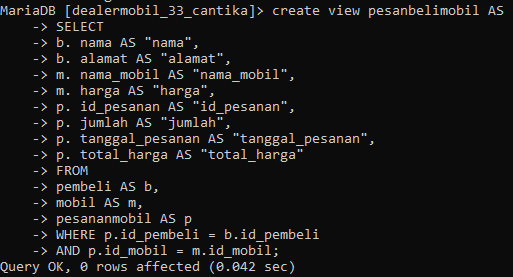 MariaDB [dealermobil_33_cantika]> create view pesanbelimobil AS
-> SELECT
-> b. nama AS "nama",
-> b. alamat AS "alamat",
-> m. nama_mobil AS "nama_mobil",
-> m. harga AS "harga",
-> p. id_pesanan AS "id_pesanan",
-> p. jumlah AS "jumlah",
-> p. tanggal_pesanan AS "tanggal_pesanan",
-> p. total_harga AS "total_harga"
-> FROM
-> pembeli AS b,
-> mobil AS m,
-> pesananmobil AS p
-> WHERE p.id_pembeli = b.id_pembeli
-> AND p.id_mobil = m.id_mobil;
Query OK, 0 rows affected (0.042 sec)